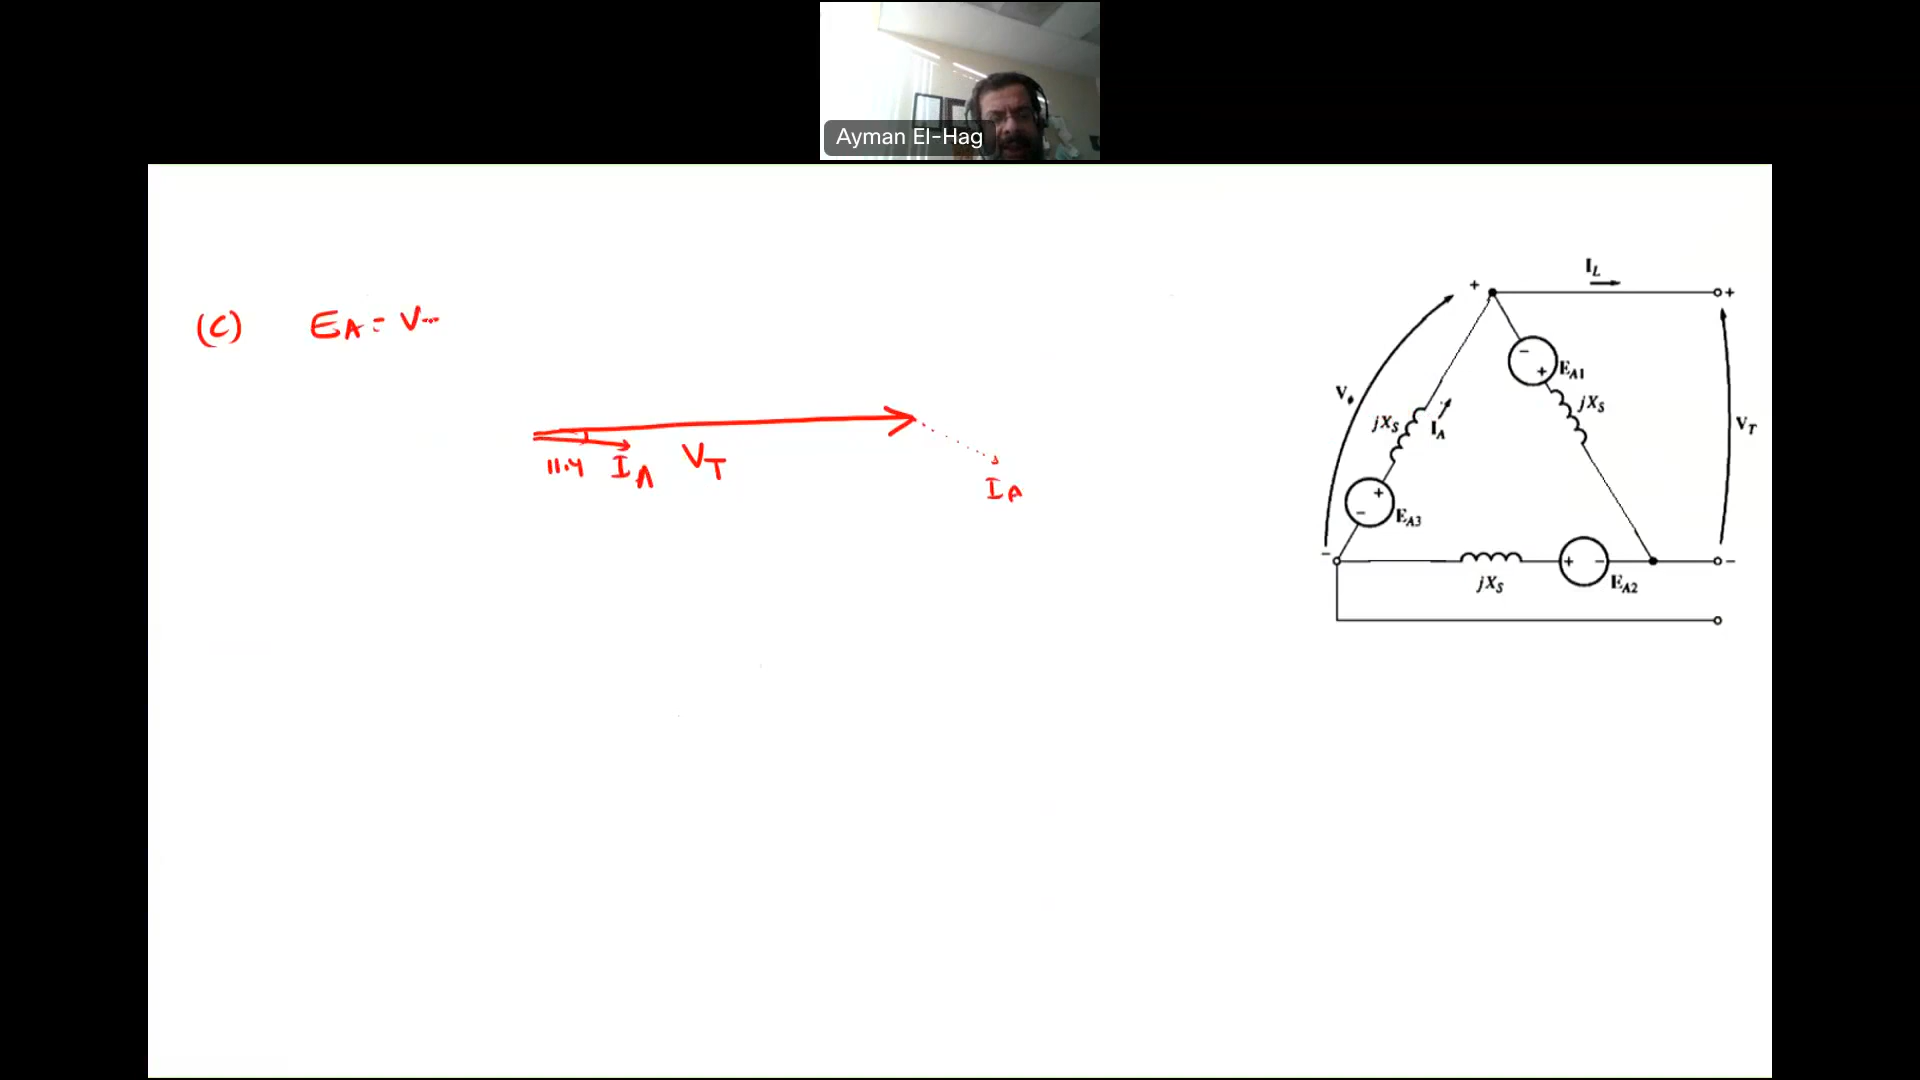 Ayman El-Hag
(C) EA = V
11.4 IA VT
IA
IL
+
+
-
+
EA1
jXS
Vφ
jXS
IA
VT
+
-
EA3
-
+
-
-
jXS
EA2